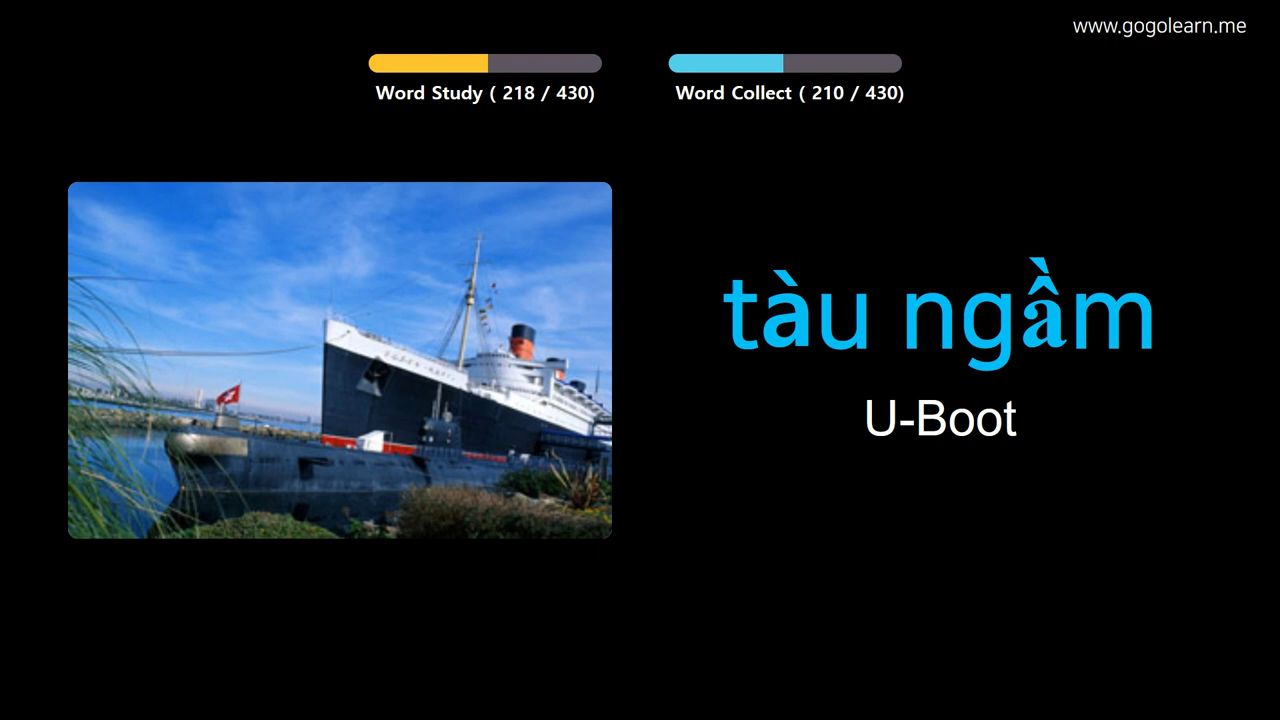 www.gogolearn.me
Word Study ( 218 / 430)
Word Collect ( 210 / 430)
tàu ngầm
U-Boot